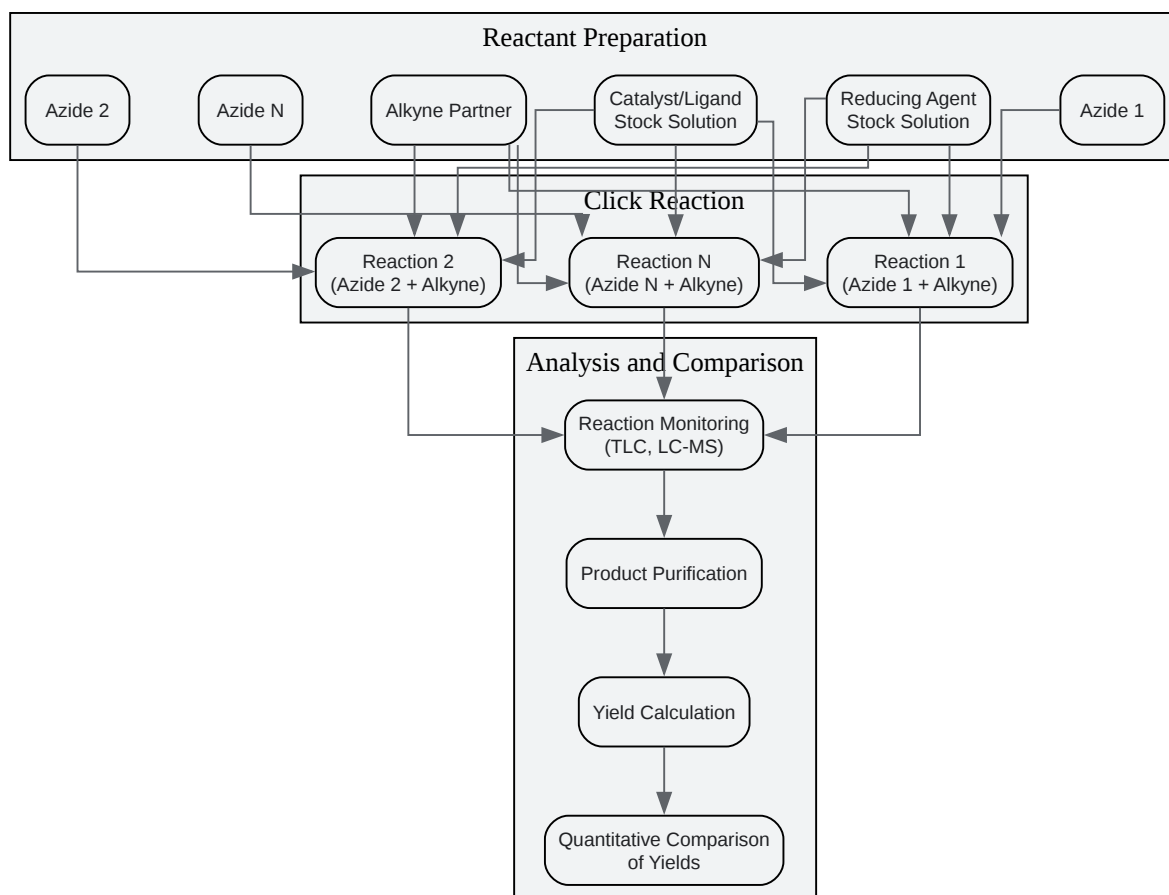 Reactant Preparation
Azide 2
Azide N
Alkyne Partner
Catalyst/Ligand
Stock Solution
Reducing Agent
Stock Solution
Azide 1
Click Reaction
Reaction 2
(Azide 2 + Alkyne)
Reaction N
(Azide N + Alkyne)
Reaction 1
(Azide 1 + Alkyne)
Analysis and Comparison
Reaction Monitoring
(TLC, LC-MS)
Product Purification
Yield Calculation
Quantitative Comparison
of Yields